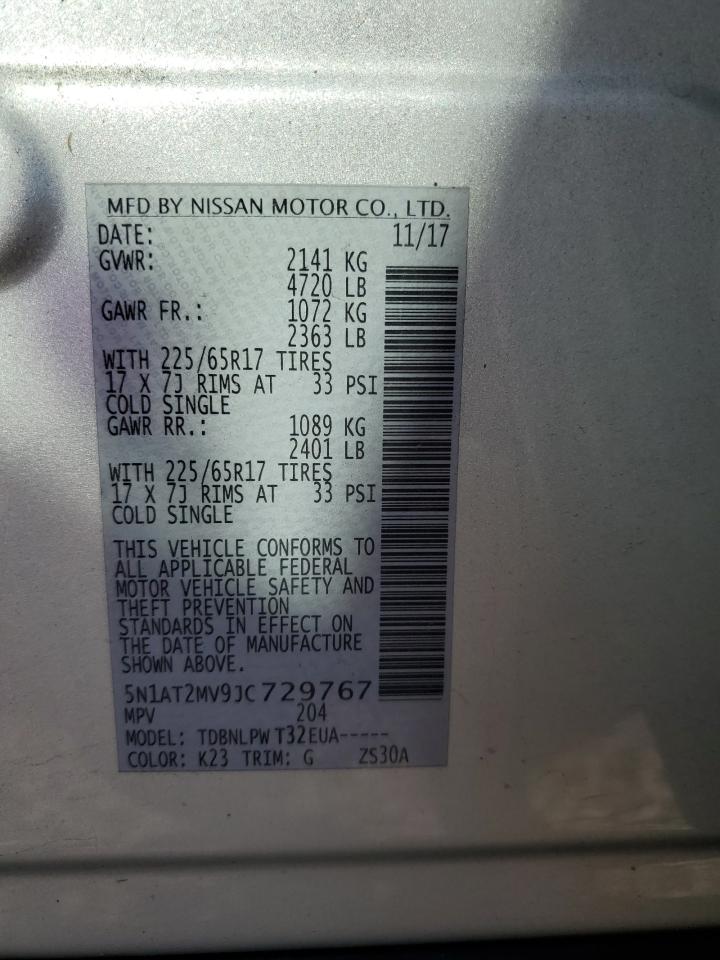 MFD BY NISSAN MOTOR CO., LTD.
DATE: 11/17
GVWR: 2141 KG
4720 LB
GAWR FR.: 1072 KG
2363 LB
WITH 225/65R17 TIRES
17 X 7J RIMS AT 33 PSI
COLD SINGLE
GAWR RR.: 1089 KG
2401 LB
WITH 225/65R17 TIRES
17 X 7J RIMS AT 33 PSI
COLD SINGLE
THIS VEHICLE CONFORMS TO
ALL APPLICABLE FEDERAL
MOTOR VEHICLE SAFETY AND
THEFT PREVENTION
STANDARDS IN EFFECT ON
THE DATE OF MANUFACTURE
SHOWN ABOVE.
5N1AT2MV9JC729767
MPV 204
MODEL: TDBNLPW T32EUA-----
COLOR: K23 TRIM: G ZS30A